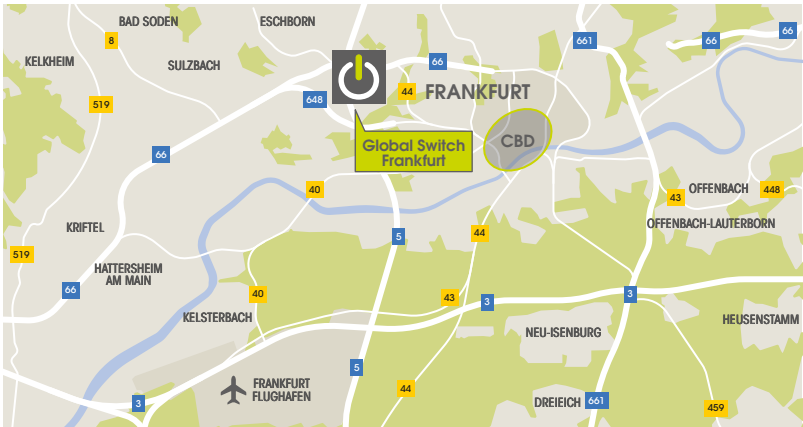 BAD SODEN
ESCHBORN
8
661
66
66
KELKHEIM
SULZBACH
66
648
44
FRANKFURT
519
66
CBD
Global Switch
Frankfurt
40
43
OFFENBACH
448
KRIFTEL
OFFENBACH-LAUTERBORN
5
44
519
HATTERSHEIM
AM MAIN
66
40
43
3
3
KELSTERBACH
NEU-ISENBURG
HEUSENSTAMM
5
FRANKFURT
FLUGHAFEN
44
3
DREIEICH
661
459